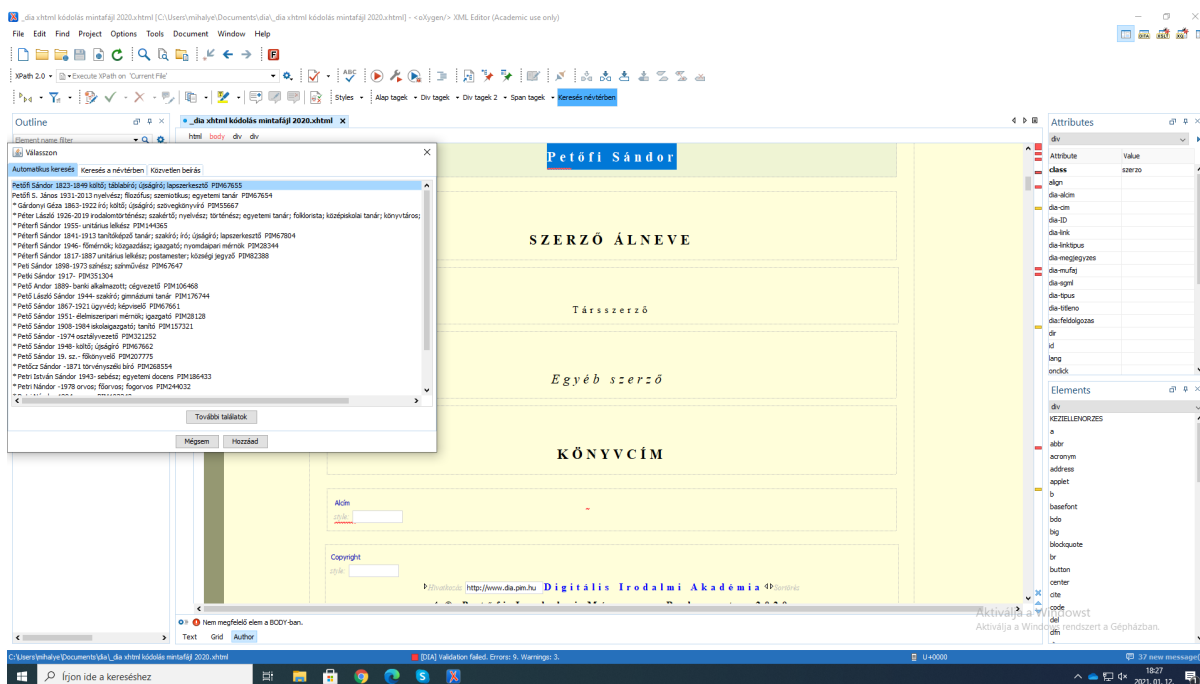 _dia xhtml kódolás mintafájl 2020.xhtml [C:\Users\mihalye\Documents\dia\_dia xhtml kódolás mintafájl 2020.xhtml] - <oXygen/> XML Editor (Academic use only)
File Edit Find Project Options Tools Document Window Help
XPath 2.0 Execute XPath on 'Current File'
Styles Alap tagek Div tagek Div tagek 2 Span tagek Keresés névtérben
Outline
Element name filter
_dia xhtml kódolás mintafájl 2020.xhtml
html body div div
Válasszon
Automatikus keresés Keresés a névtérben Közvetlen beírás
Petőfi Sándor 1823-1849 költő; táblabíró; újságíró; lapszerkesztő PIM67655
Petőfi S. János 1931-2013 nyelvész; filozófus; szemiotikus; egyetemi tanár PIM67654
* Gárdonyi Géza 1863-1922 író; költő; újságíró; szövegkönyvíró PIM55667
* Péter László 1926-2019 irodalomtörténész; szakértő; nyelvész; történész; egyetemi tanár; folklorista; középiskolai tanár; könyvtáros;
* Péterfi Sándor 1955- unitárius lelkész PIM144365
* Péterfi Sándor 1841-1913 tanítóképző tanár; szakíró; író; újságíró; lapszerkesztő PIM67804
* Péterfi Sándor 1946- főmérnök; közgazdász; igazgató; nyomdaipari mérnök PIM28344
* Péterfi Sándor 1817-1887 unitárius lelkész; postamester; községi jegyző PIM82388
* Peti Sándor 1898-1973 színész; színművész PIM67647
* Petki Sándor 1917- PIM351304
* Pető Andor 1889- banki alkalmazott; cégvezető PIM106468
* Pető László Sándor 1944- szakíró; gimnáziumi tanár PIM176744
* Pető Sándor 1867-1921 ügyvéd; képviselő PIM67661
* Pető Sándor 1951- élelmiszeripari mérnök; igazgató PIM28128
* Pető Sándor 1908-1984 iskolaigazgató; tanító PIM157321
* Pető Sándor -1974 osztályvezető PIM321252
* Pető Sándor 1948- költő; újságíró PIM67662
* Pető Sándor 19. sz.- főkönyvelő PIM207775
* Petőcz Sándor -1871 törvényszéki bíró PIM268554
* Petri István Sándor 1943- sebész; egyetemi docens PIM186433
* Petri Nándor -1978 orvos; főorvos; fogorvos PIM244032
További találatok
Mégsem Hozzáad
Petőfi Sándor
SZERZŐ ÁLNEVE
Társszerző
Egyéb szerző
KÖNYVCÍM
Alcím
style:
Copyright
style:
Hivatkozás http://www.dia.pim.hu Digitális Irodalmi Akadémia
Nem megfelelő elem a BODY-ban.
Text Grid Author
Attributes
div
Attribute Value
class szerzo
align
dia-alcim
dia-cim
dia-ID
dia-link
dia-linktipus
dia-megjegyzes
dia-mufaj
dia-sgml
dia-tipus
dia-titleno
dia:feldolgozas
dir
id
lang
onclick
Elements
div
KEZIELLENORZES
a
abbr
acronym
address
applet
b
basefont
bdo
big
blockquote
br
button
center
cite
code
del
dfn
Aktiválja a Windowst
Aktiválja a Windows rendszert a Gépházban.
C:\Users\mihalye\Documents\dia\_dia xhtml kódolás mintafájl 2020.xhtml [DIA] Validation failed. Errors: 9. Warnings: 3. U+0000 37 new message
Írjon ide a kereséshez
18:27
2021. 01. 12.